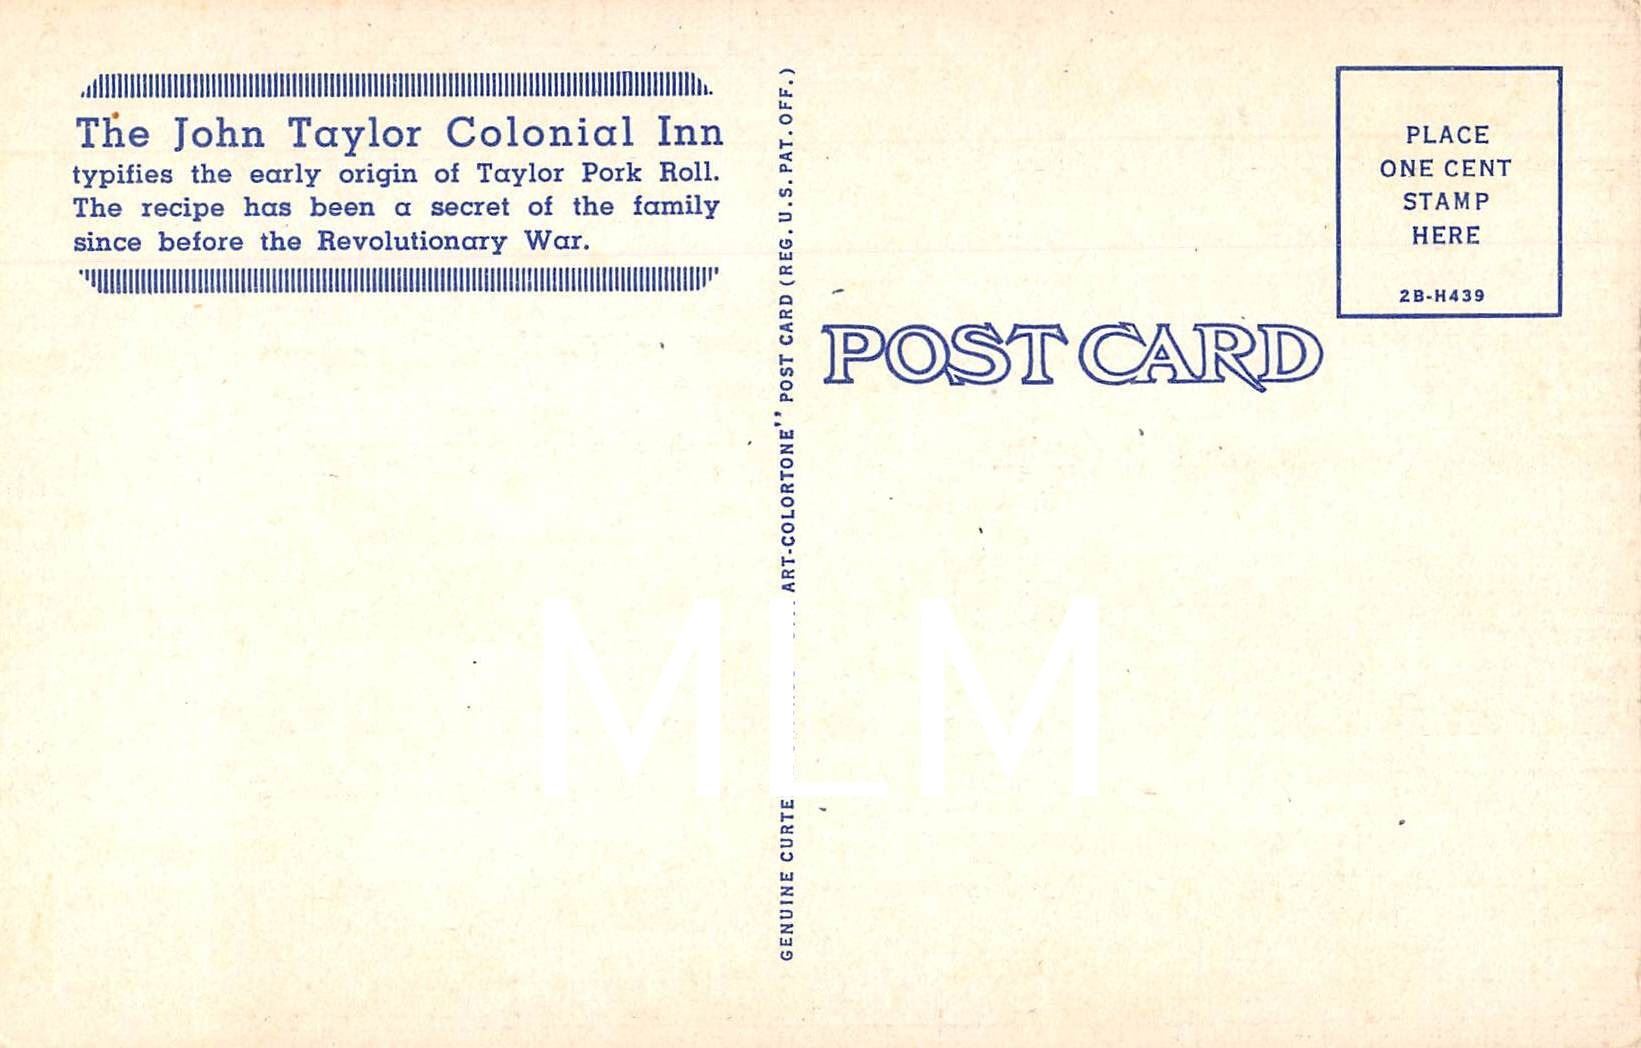 The John Taylor Colonial Inn
typifies the early origin of Taylor Pork Roll.
The recipe has been a secret of the family
since before the Revolutionary War.
GENUINE CURTE ART-COLORTONE" POST CARD (REG. U.S. PAT. OFF.)
POST CARD
PLACE
ONE CENT
STAMP
HERE
2B-H439
MLM